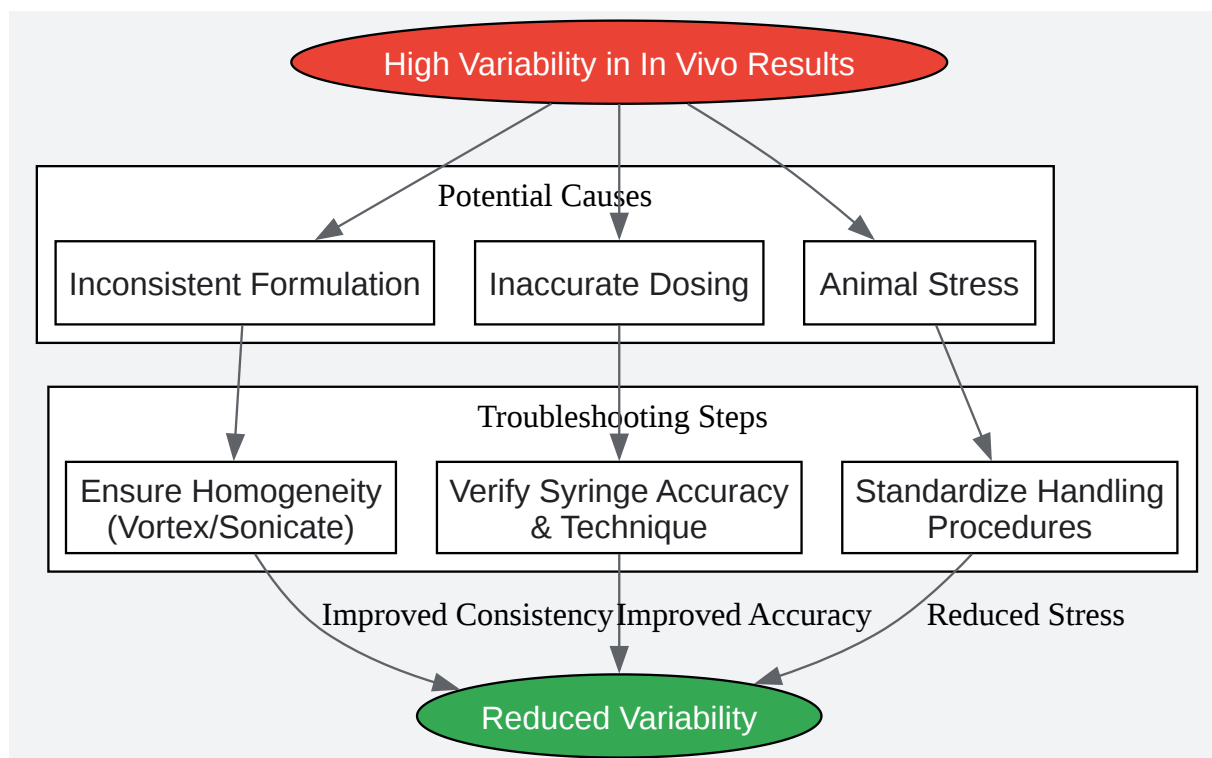 High Variability in In Vivo Results
Potential Causes
Inconsistent Formulation
Inaccurate Dosing
Animal Stress
Troubleshooting Steps
Ensure Homogeneity
(Vortex/Sonicate)
Verify Syringe Accuracy
& Technique
Standardize Handling
Procedures
Improved Consistency
Improved Accuracy
Reduced Stress
Reduced Variability